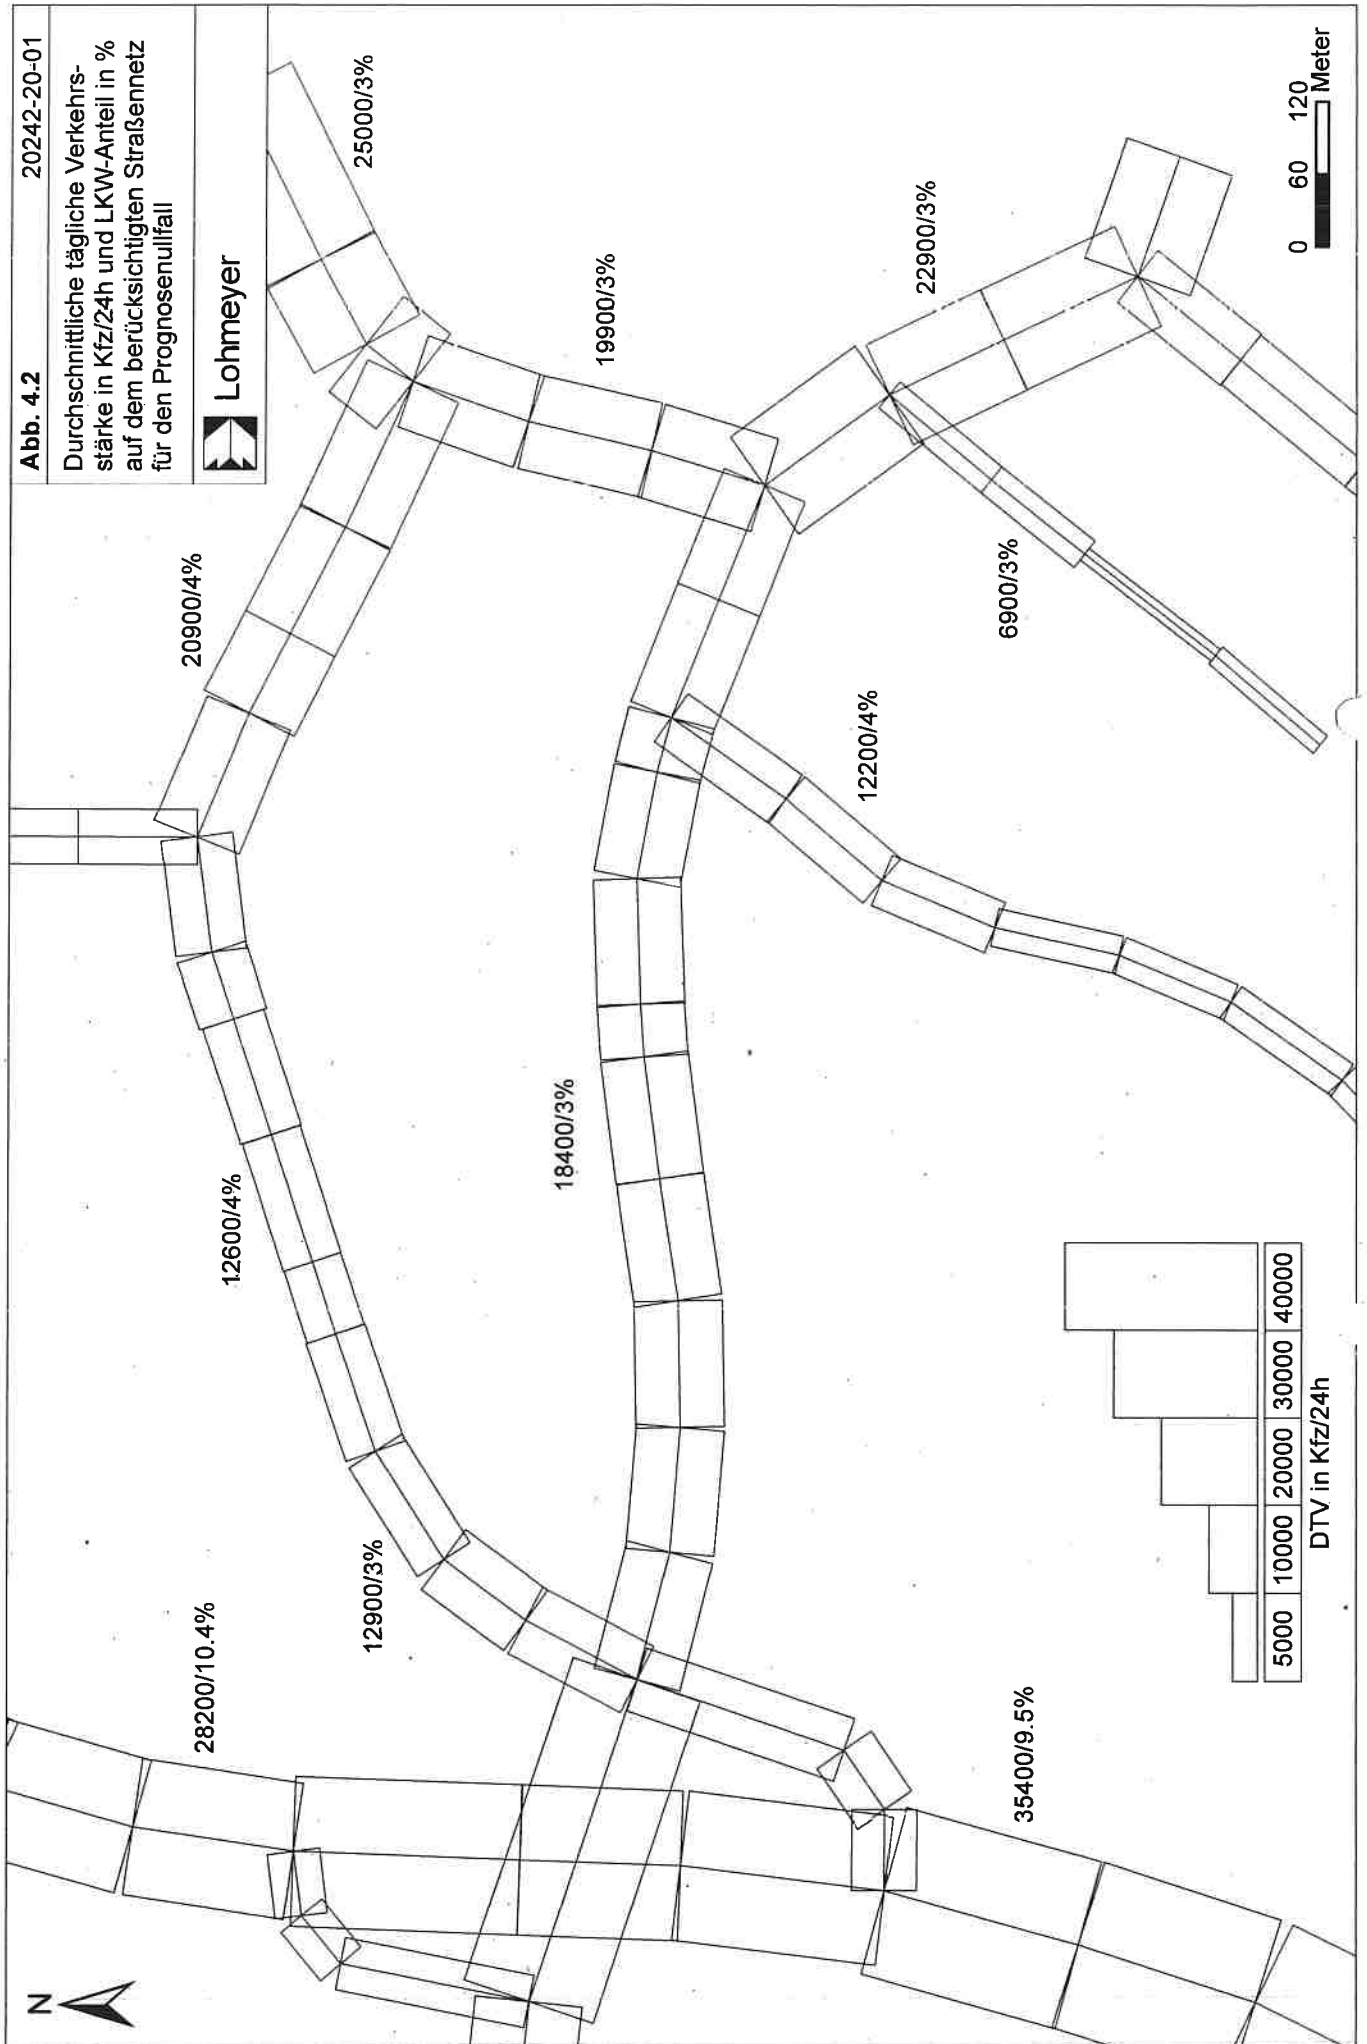 Abb. 4.2 20242-20-01
Durchschnittliche tägliche Verkehrs-
stärke in Kfz/24h und LKW-Anteil in %
auf dem berücksichtigten Straßennetz
für den Prognosenullfall
Lohmeyer
N
28200/10.4%
12900/3%
12600/4%
20900/4%
25000/3%
18400/3%
19900/3%
12200/4%
6900/3%
22900/3%
35400/9.5%
5000 10000 20000 30000 40000
DTV in Kfz/24h
0 60 120
Meter